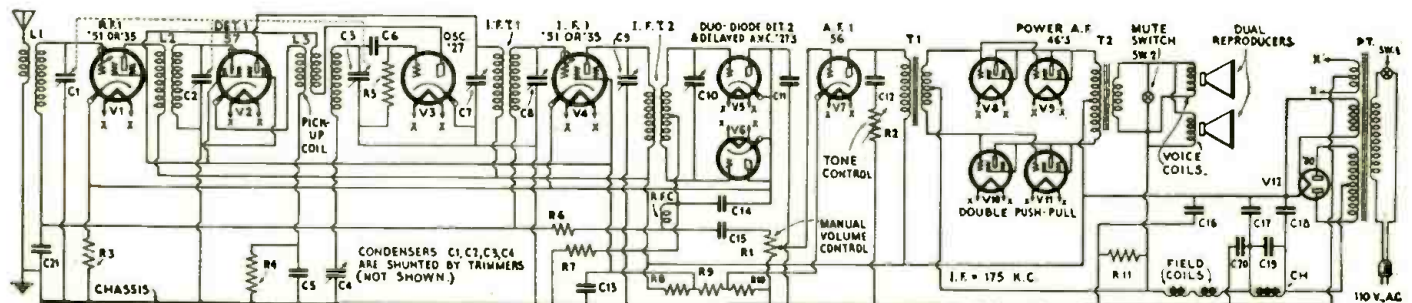 L1
R.F.1
'51 OR '35
L2
DET.1
57
L3
C3
C6
OSC.
'27
I.F.T.1
I.F.1
'51 OR '35
C9
I.F.T.2
DUO-DIODE DET.2
& DELAYED A.V.C. '27'S
A.F.1
56
T1
POWER A.F.
46'S
T2
MUTE
SWITCH
SW.2
DUAL
REPRODUCERS
P.T.
SW.1
C1
V1
C2
V2
R5
V3
C7
C8
V4
C10
V5
C11
V7
C12
V8
V9
X
PICK-
UP
COIL
V6
R2
TONE
CONTROL
VOICE
COILS
V12
'80
V10
V11
DOUBLE PUSH-PULL
R.F.C.
C14
C15
R1
MANUAL
VOLUME
CONTROL
C16
C17
C18
C21
R3
R4
C5
C4
CONDENSERS C1,C2,C3,C4
ARE SHUNTED BY TRIMMERS
(NOT SHOWN.)
R6
R7
C13
R8
R9
R10
I.F. = 175 K.C.
R11
FIELD
(COILS)
C20
C19
CH
CHASSIS
110 V., AC